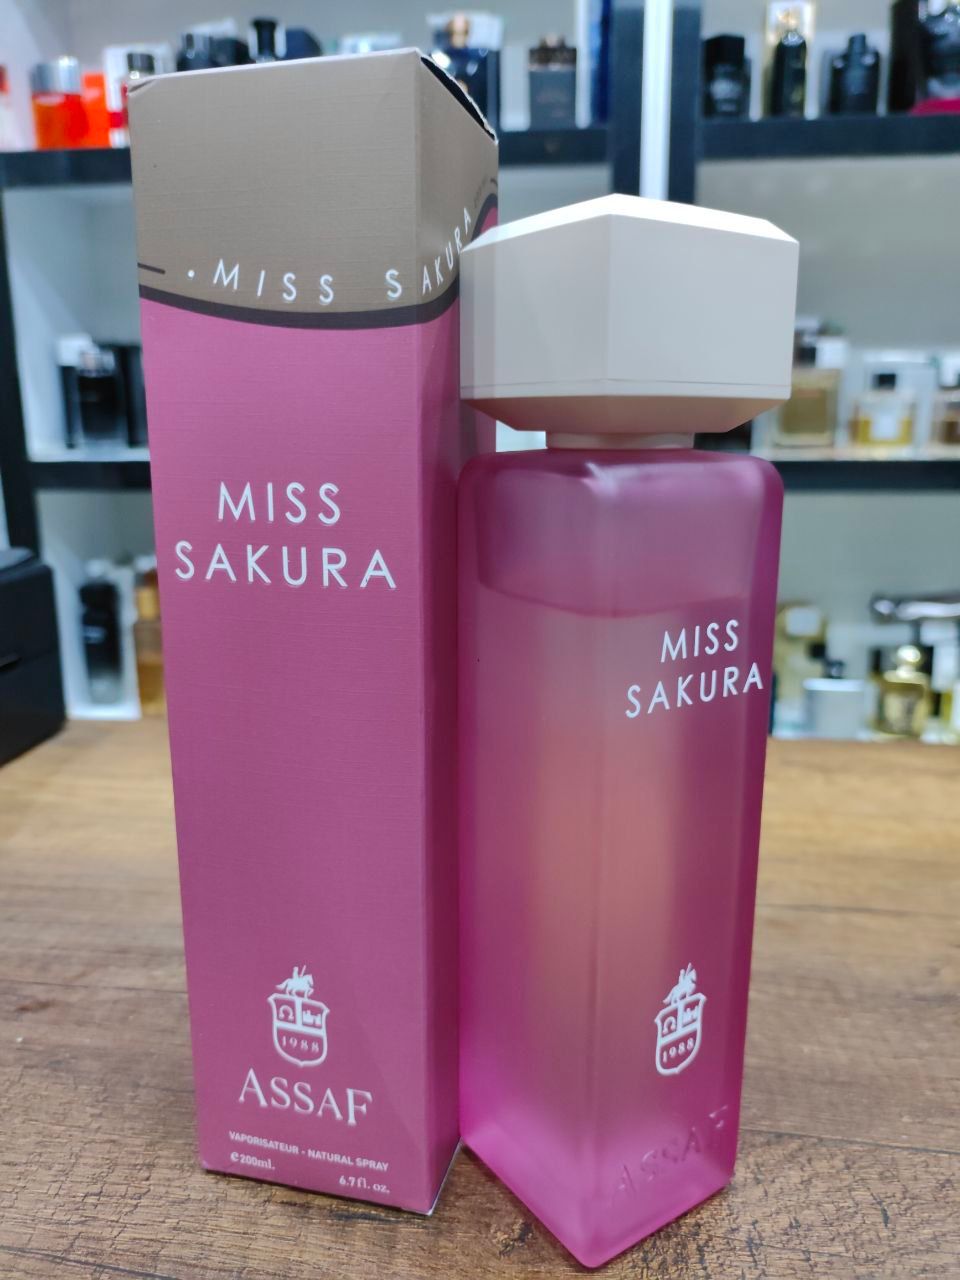 · MISS SAKURA
MISS
SAKURA
1988
ASSAF
VAPORISATEUR - NATURAL SPRAY
℮200ml.
6.7 fl. oz.
MISS
SAKURA
1988
ASSAF